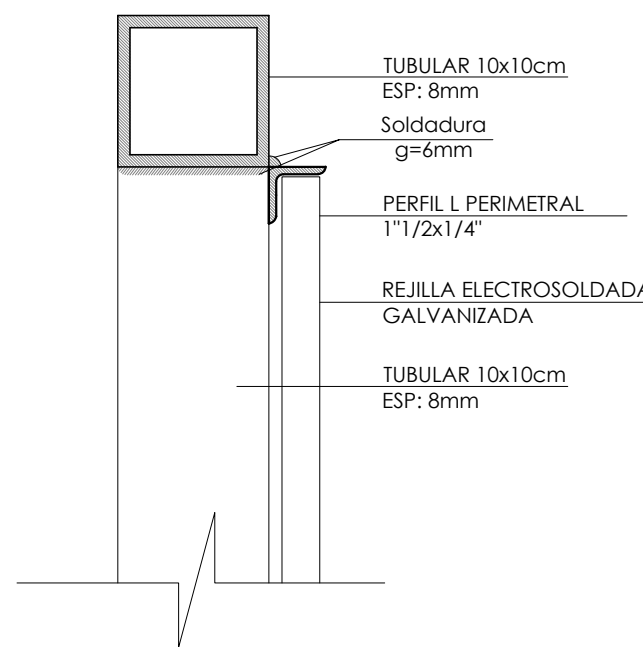 TUBULAR 10x10cm
ESP: 8mm
Soldadura
g=6mm
PERFIL L PERIMETRAL
1"1/2x1/4"
REJILLA ELECTROSOLDADA
GALVANIZADA
TUBULAR 10x10cm
ESP: 8mm